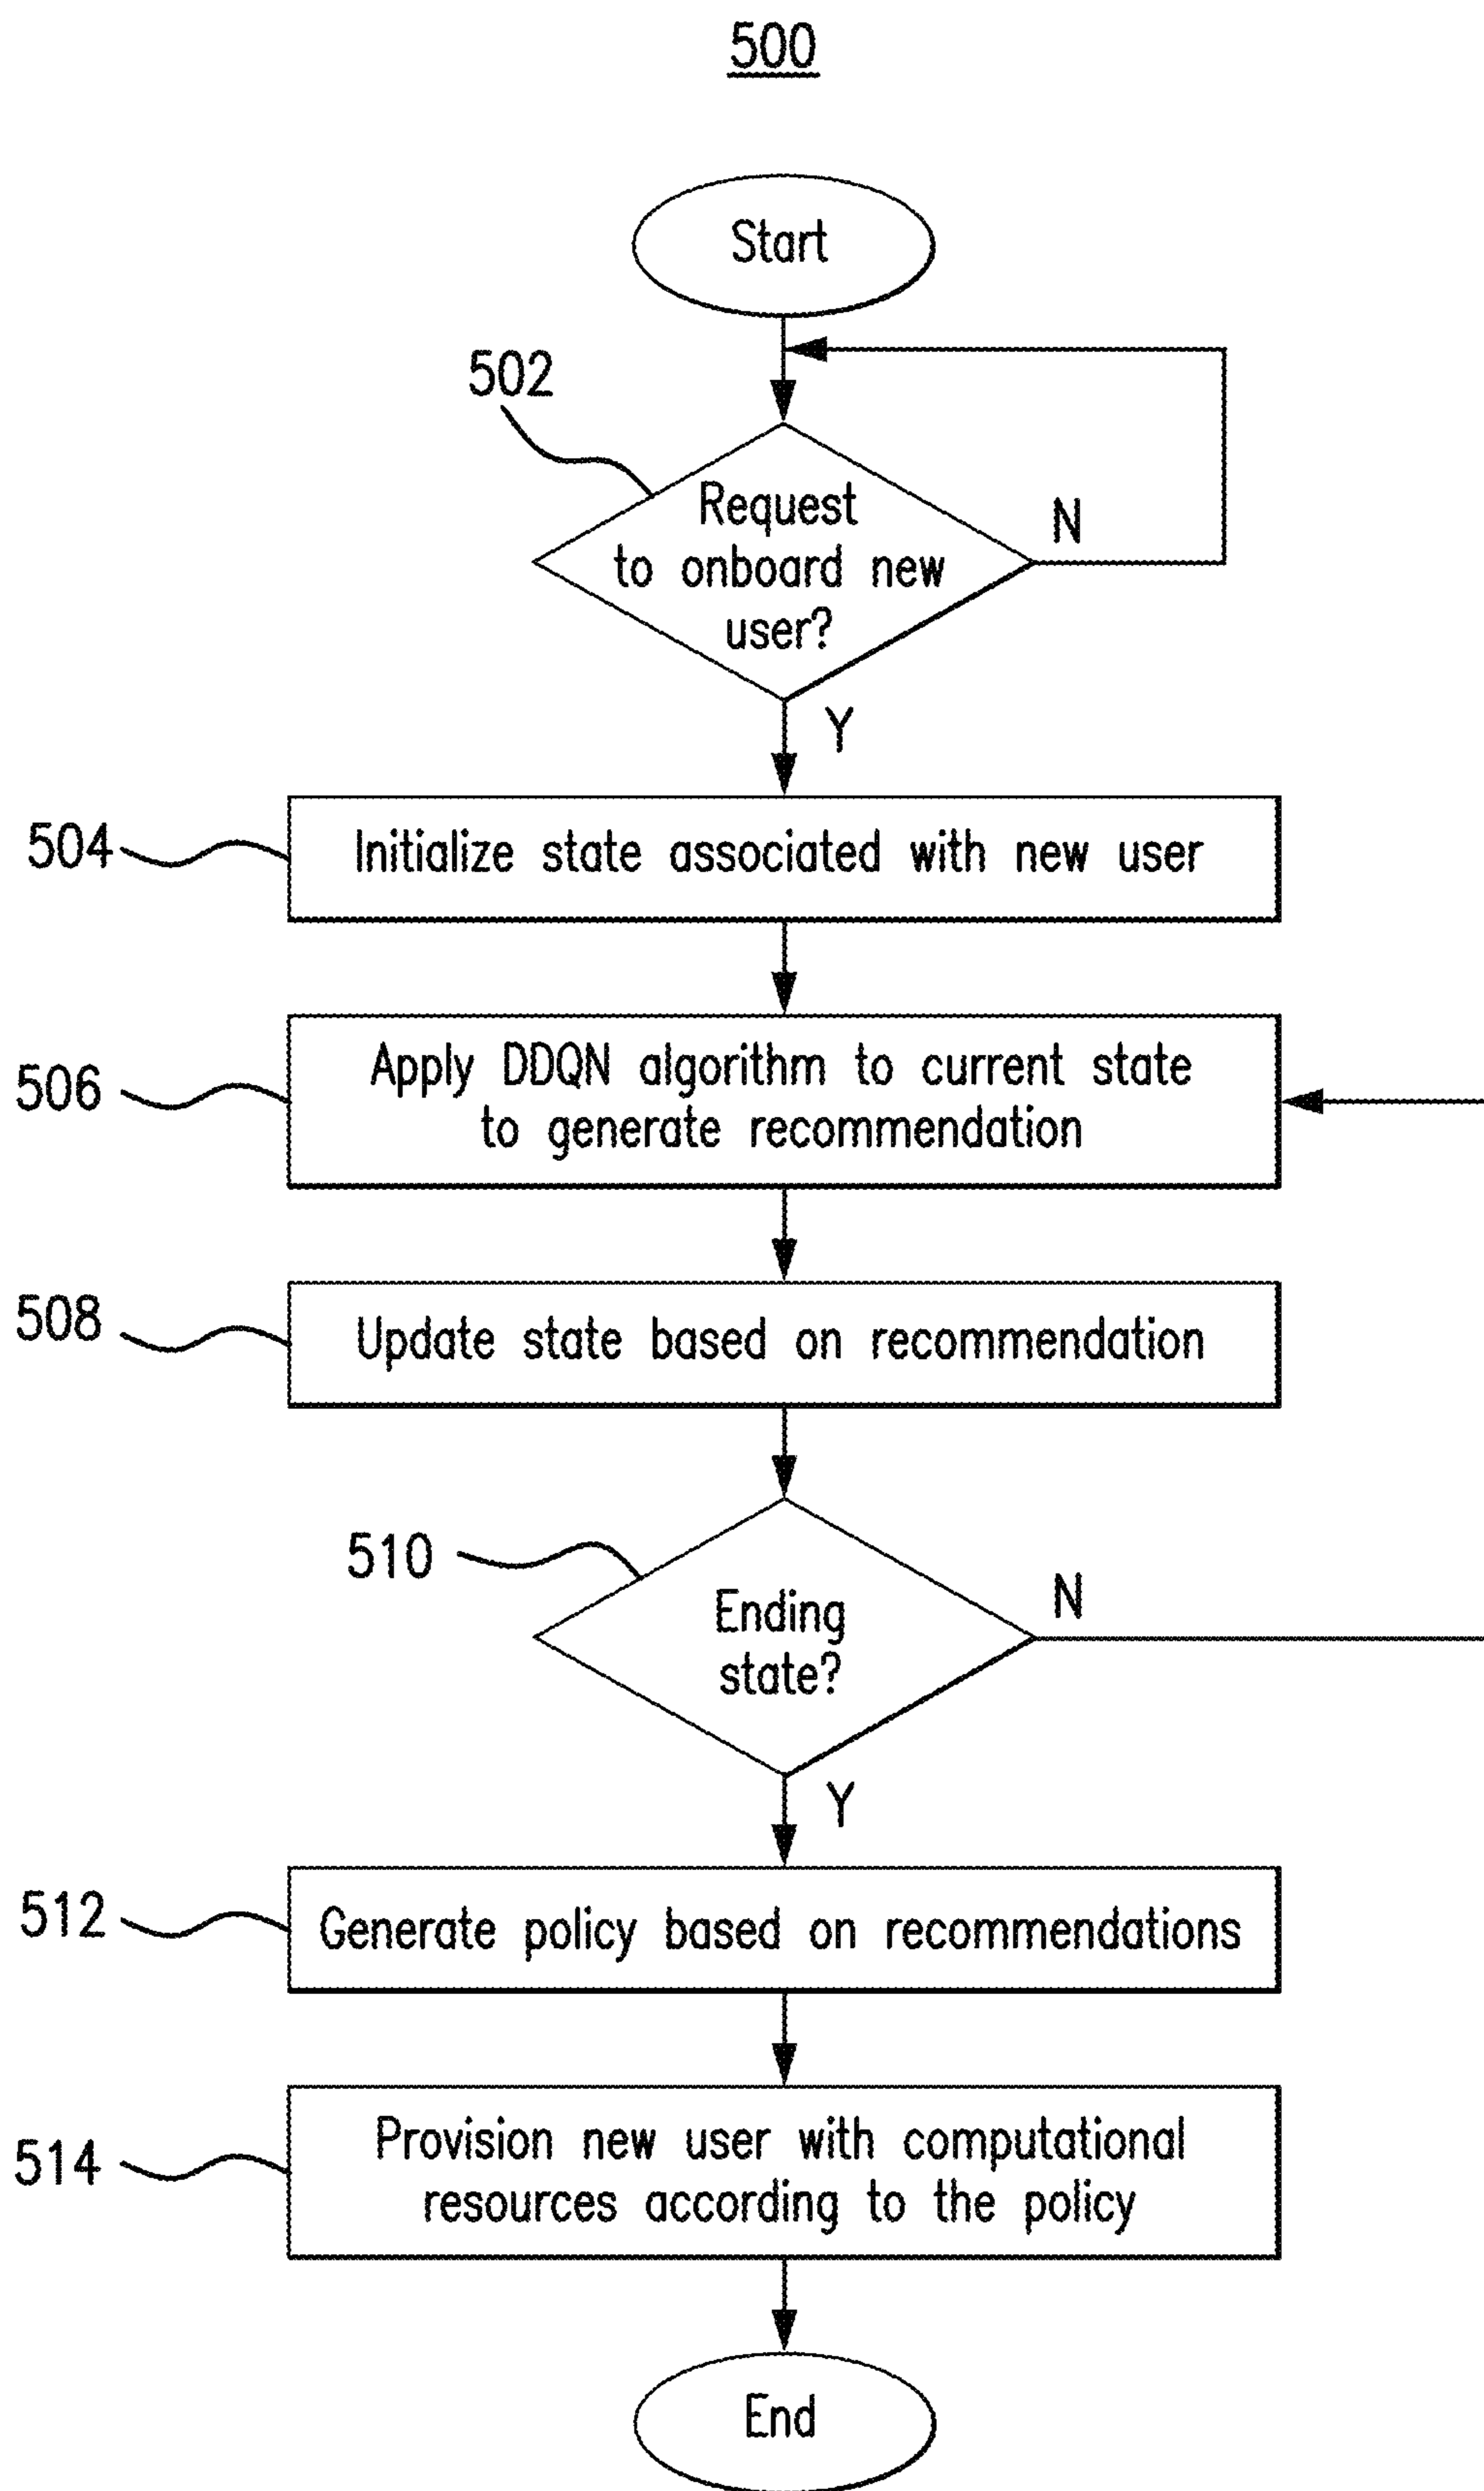 500
Start
502
Request
to onboard new
user?
N
Y
504
Initialize state associated with new user
506
Apply DDQN algorithm to current state
to generate recommendation
508
Update state based on recommendation
510
Ending
state?
N
Y
512
Generate policy based on recommendations
514
Provision new user with computational
resources according to the policy
End